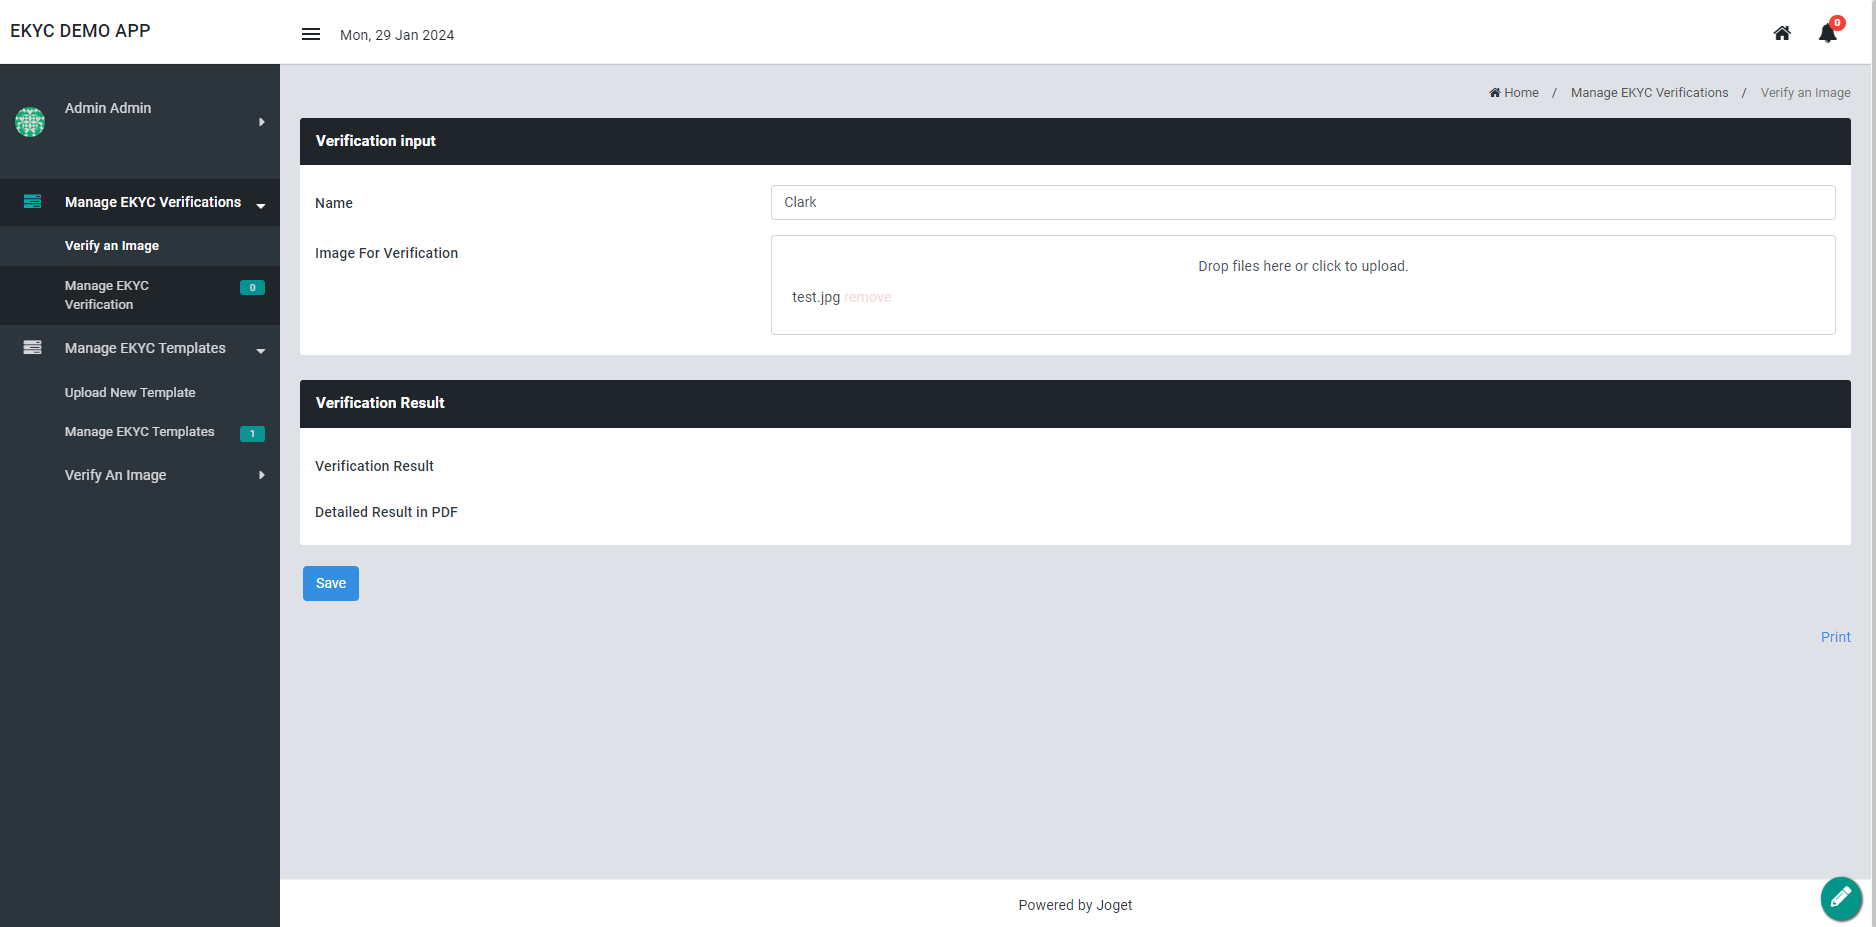 EKYC DEMO APP
Mon, 29 Jan 2024
0
Admin Admin
Manage EKYC Verifications
Verify an Image
Manage EKYC
Verification
0
Manage EKYC Templates
Upload New Template
Manage EKYC Templates
1
Verify An Image
Home / Manage EKYC Verifications / Verify an Image
Verification input
Name
Clark
Image For Verification
Drop files here or click to upload.
test.jpg remove
Verification Result
Verification Result
Detailed Result in PDF
Save
Print
Powered by Joget